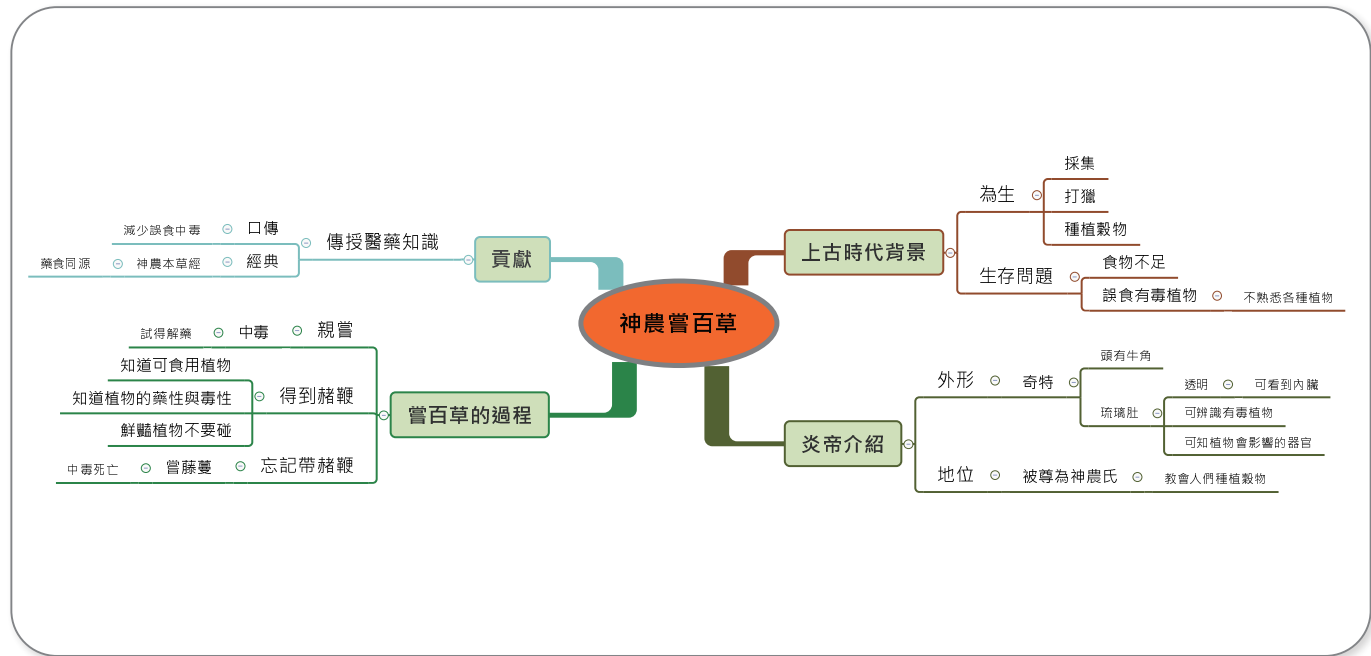 神農嘗百草
上古時代背景
為生
採集
打獵
種植穀物
生存問題
食物不足
誤食有毒植物
不熟悉各種植物
炎帝介紹
外形
奇特
頭有牛角
琉璃肚
透明
可看到內臟
可辨識有毒植物
可知植物會影響的器官
地位
被尊為神農氏
教會人們種植穀物
貢獻
傳授醫藥知識
口傳
減少誤食中毒
經典
神農本草經
藥食同源
嘗百草的過程
親嘗
中毒
試得解藥
得到赭鞭
知道可食用植物
知道植物的藥性與毒性
鮮豔植物不要碰
忘記帶赭鞭
嘗藤蔓
中毒死亡